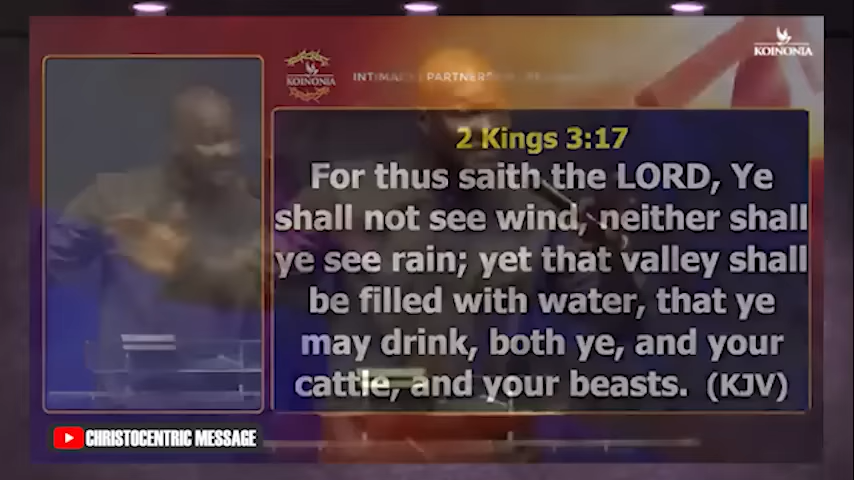 KOINONIA
KOINONIA
2 Kings 3:17
For thus saith the LORD, Ye
shall not see wind, neither shall
ye see rain; yet that valley shall
be filled with water, that ye
may drink, both ye, and your
cattle, and your beasts. (KJV)
CHRISTOCENTRIC MESSAGE